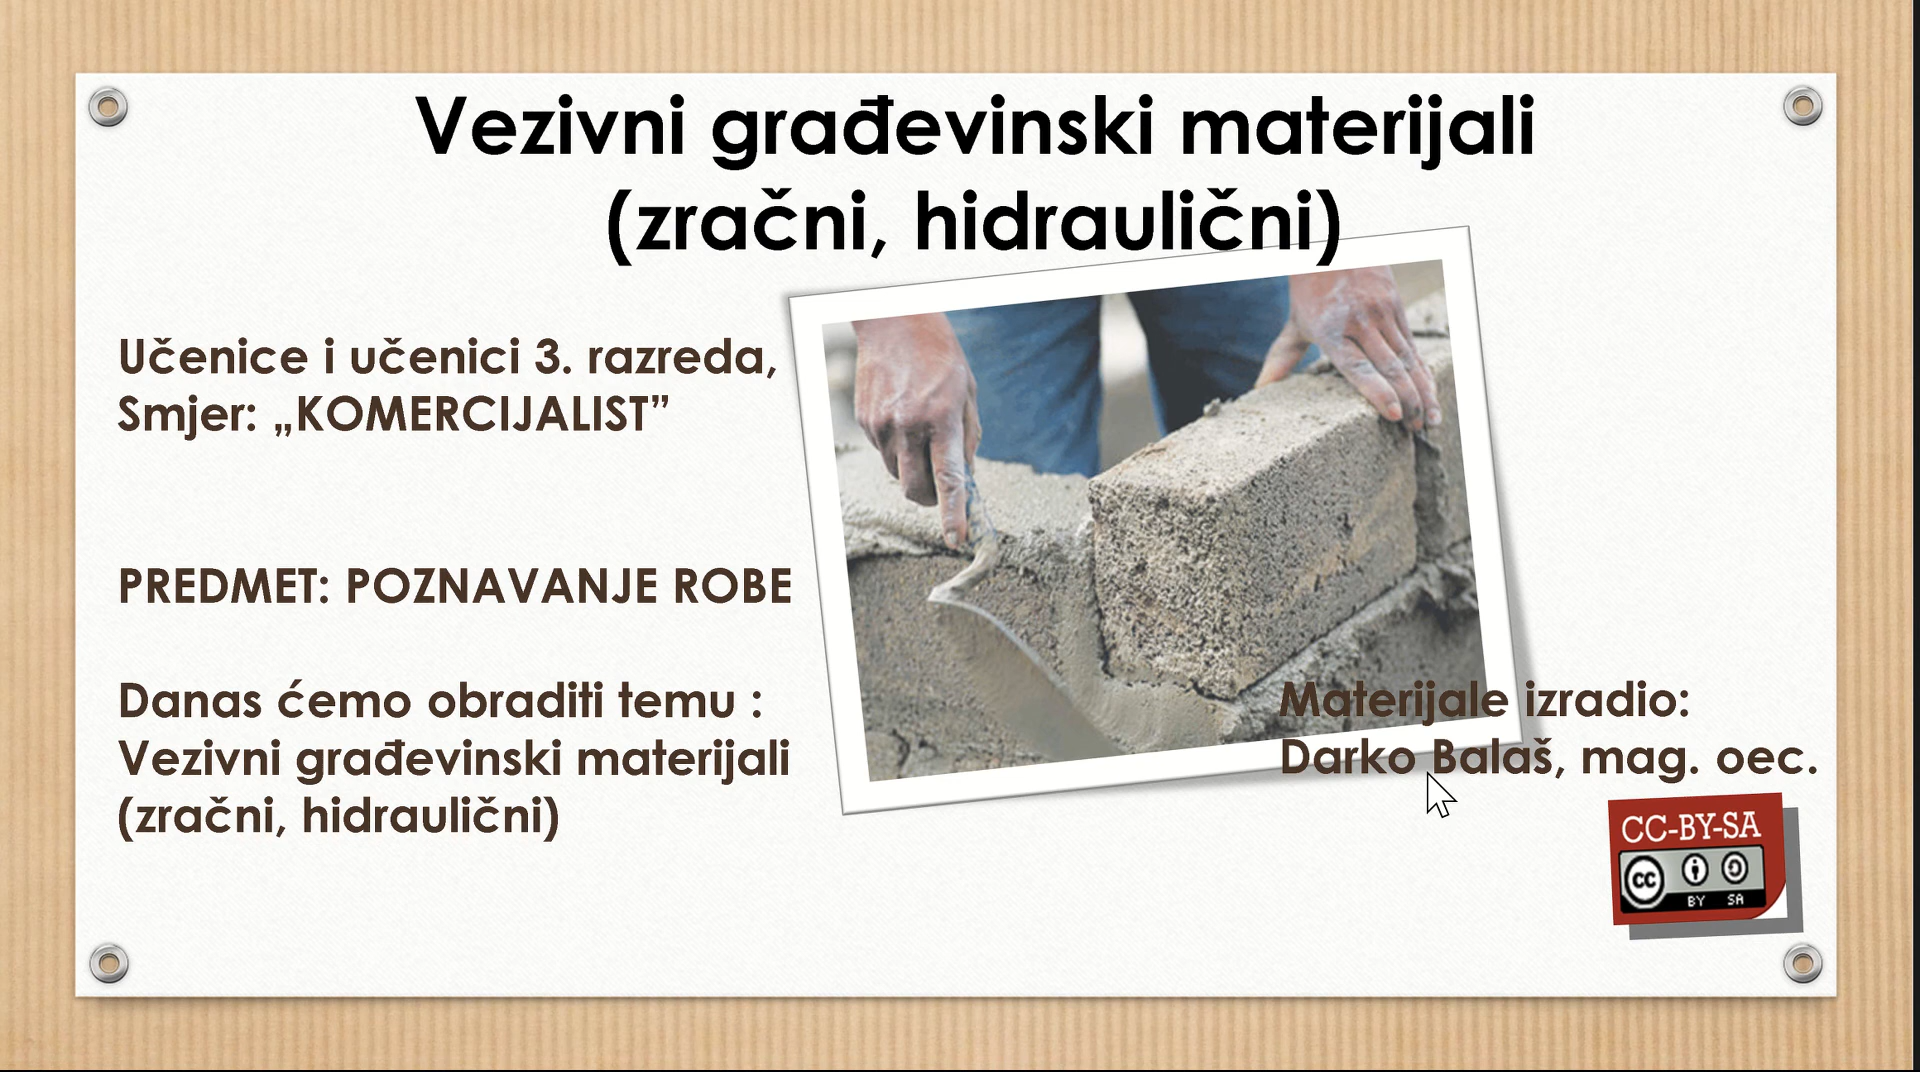 Vezivni građevinski materijali
(zračni, hidraulični)
Učenice i učenici 3. razreda,
Smjer: „KOMERCIJALIST”
PREDMET: POZNAVANJE ROBE
Danas ćemo obraditi temu :
Vezivni građevinski materijali
(zračni, hidraulični)
Materijale izradio:
Darko Balaš, mag. oec.
CC-BY-SA
cc
BY SA